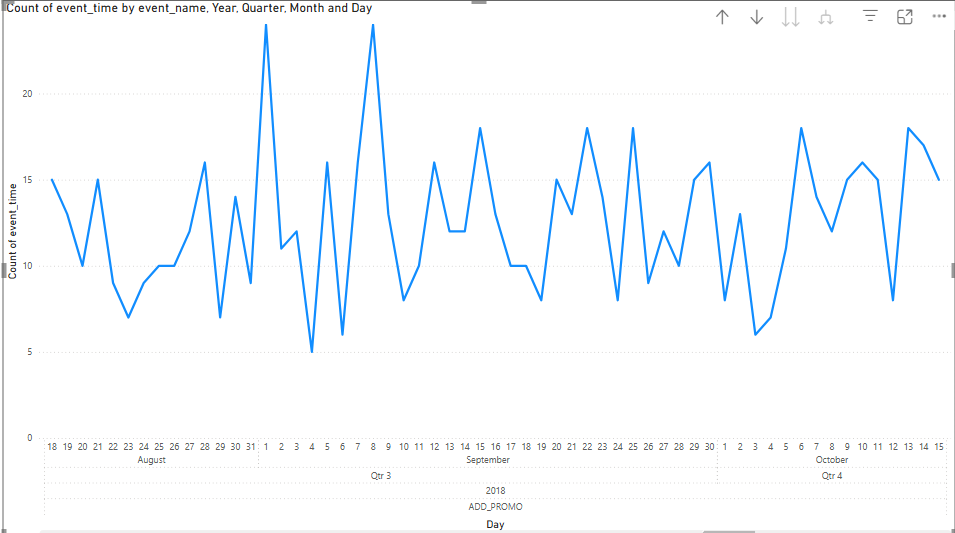 Count of event_time by event_name, Year, Quarter, Month and Day
Count of event_time
20
15
10
5
0
18 19 20 21 22 23 24 25 26 27 28 29 30 31 1 2 3 4 5 6 7 8 9 10 11 12 13 14 15 16 17 18 19 20 21 22 23 24 25 26 27 28 29 30 1 2 3 4 5 6 7 8 9 10 11 12 13 14 15
August September October
Qtr 3 Qtr 4
2018
ADD_PROMO
Day